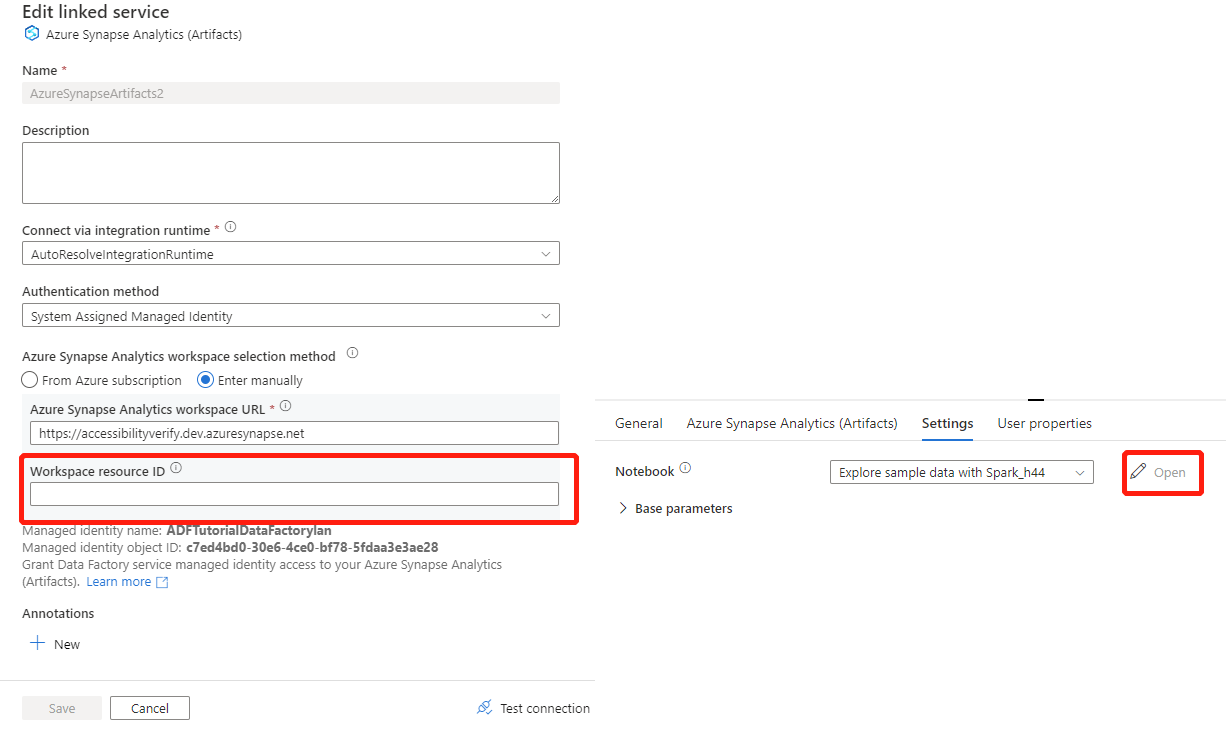 Edit linked service
Azure Synapse Analytics (Artifacts)
Name *
AzureSynapseArtifacts2
Description
Connect via integration runtime *
AutoResolveIntegrationRuntime
Authentication method
System Assigned Managed Identity
Azure Synapse Analytics workspace selection method
From Azure subscription
Enter manually
Azure Synapse Analytics workspace URL *
https://accessibilityverify.dev.azuresynapse.net
Workspace resource ID
Managed identity name: ADFTutorialDataFactorylan
Managed identity object ID: c7ed4bd0-30e6-4ce0-bf78-5fdaa3e3ae28
Grant Data Factory service managed identity access to your Azure Synapse Analytics
(Artifacts). Learn more
Annotations
New
Save
Cancel
Test connection
General
Azure Synapse Analytics (Artifacts)
Settings
User properties
Notebook
Explore sample data with Spark_h44
Open
Base parameters